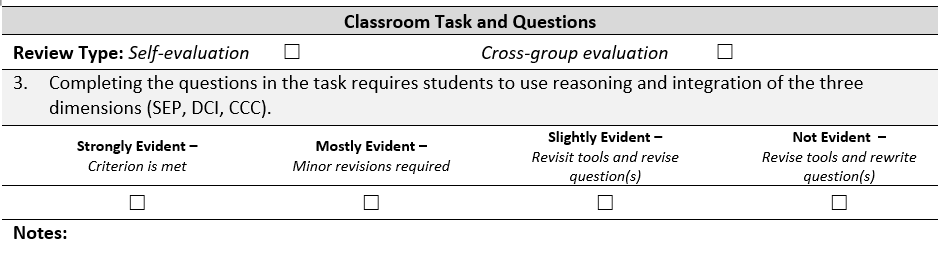 Classroom Task and Questions
Review Type: Self-evaluation ☐ Cross-group evaluation ☐
3. Completing the questions in the task requires students to use reasoning and integration of the three
dimensions (SEP, DCI, CCC).
Strongly Evident –
Criterion is met
Mostly Evident –
Minor revisions required
Slightly Evident –
Revisit tools and revise
question(s)
Not Evident –
Revise tools and rewrite
question(s)
☐ ☐ ☐ ☐
Notes: